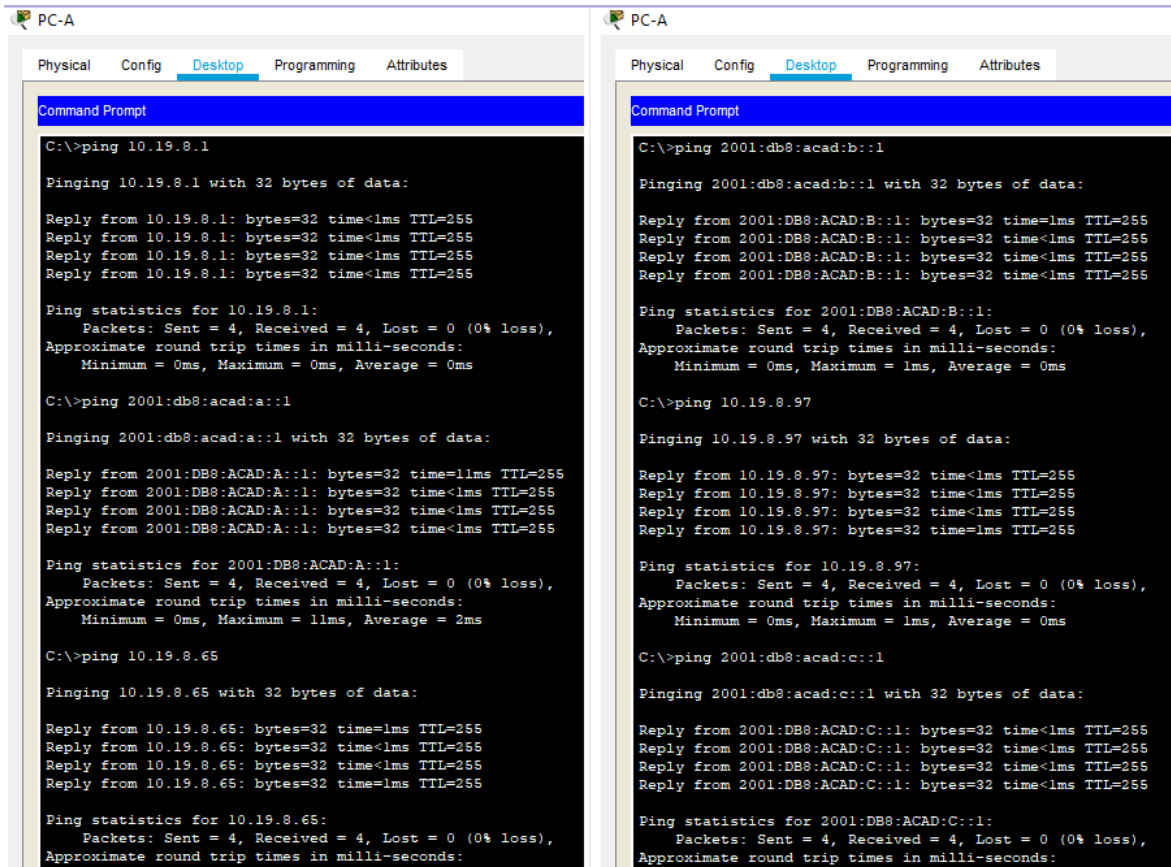 PC-A
Physical Config Desktop Programming Attributes
Command Prompt
C:\>ping 10.19.8.1
Pinging 10.19.8.1 with 32 bytes of data:
Reply from 10.19.8.1: bytes=32 time<1ms TTL=255
Reply from 10.19.8.1: bytes=32 time<1ms TTL=255
Reply from 10.19.8.1: bytes=32 time<1ms TTL=255
Reply from 10.19.8.1: bytes=32 time<1ms TTL=255
Ping statistics for 10.19.8.1:
Packets: Sent = 4, Received = 4, Lost = 0 (0% loss),
Approximate round trip times in milli-seconds:
Minimum = 0ms, Maximum = 0ms, Average = 0ms
C:\>ping 2001:db8:acad:a::1
Pinging 2001:db8:acad:a::1 with 32 bytes of data:
Reply from 2001:DB8:ACAD:A::1: bytes=32 time=11ms TTL=255
Reply from 2001:DB8:ACAD:A::1: bytes=32 time<1ms TTL=255
Reply from 2001:DB8:ACAD:A::1: bytes=32 time<1ms TTL=255
Reply from 2001:DB8:ACAD:A::1: bytes=32 time<1ms TTL=255
Ping statistics for 2001:DB8:ACAD:A::1:
Packets: Sent = 4, Received = 4, Lost = 0 (0% loss),
Approximate round trip times in milli-seconds:
Minimum = 0ms, Maximum = 11ms, Average = 2ms
C:\>ping 10.19.8.65
Pinging 10.19.8.65 with 32 bytes of data:
Reply from 10.19.8.65: bytes=32 time=1ms TTL=255
Reply from 10.19.8.65: bytes=32 time<1ms TTL=255
Reply from 10.19.8.65: bytes=32 time<1ms TTL=255
Reply from 10.19.8.65: bytes=32 time=1ms TTL=255
Ping statistics for 10.19.8.65:
Packets: Sent = 4, Received = 4, Lost = 0 (0% loss),
Approximate round trip times in milli-seconds:
PC-A
Physical Config Desktop Programming Attributes
Command Prompt
C:\>ping 2001:db8:acad:b::1
Pinging 2001:db8:acad:b::1 with 32 bytes of data:
Reply from 2001:DB8:ACAD:B::1: bytes=32 time=1ms TTL=255
Reply from 2001:DB8:ACAD:B::1: bytes=32 time<1ms TTL=255
Reply from 2001:DB8:ACAD:B::1: bytes=32 time<1ms TTL=255
Reply from 2001:DB8:ACAD:B::1: bytes=32 time<1ms TTL=255
Ping statistics for 2001:DB8:ACAD:B::1:
Packets: Sent = 4, Received = 4, Lost = 0 (0% loss),
Approximate round trip times in milli-seconds:
Minimum = 0ms, Maximum = 1ms, Average = 0ms
C:\>ping 10.19.8.97
Pinging 10.19.8.97 with 32 bytes of data:
Reply from 10.19.8.97: bytes=32 time<1ms TTL=255
Reply from 10.19.8.97: bytes=32 time<1ms TTL=255
Reply from 10.19.8.97: bytes=32 time<1ms TTL=255
Reply from 10.19.8.97: bytes=32 time=1ms TTL=255
Ping statistics for 10.19.8.97:
Packets: Sent = 4, Received = 4, Lost = 0 (0% loss),
Approximate round trip times in milli-seconds:
Minimum = 0ms, Maximum = 1ms, Average = 0ms
C:\>ping 2001:db8:acad:c::1
Pinging 2001:db8:acad:c::1 with 32 bytes of data:
Reply from 2001:DB8:ACAD:C::1: bytes=32 time<1ms TTL=255
Reply from 2001:DB8:ACAD:C::1: bytes=32 time<1ms TTL=255
Reply from 2001:DB8:ACAD:C::1: bytes=32 time<1ms TTL=255
Reply from 2001:DB8:ACAD:C::1: bytes=32 time<1ms TTL=255
Ping statistics for 2001:DB8:ACAD:C::1:
Packets: Sent = 4, Received = 4, Lost = 0 (0% loss),
Approximate round trip times in milli-seconds: